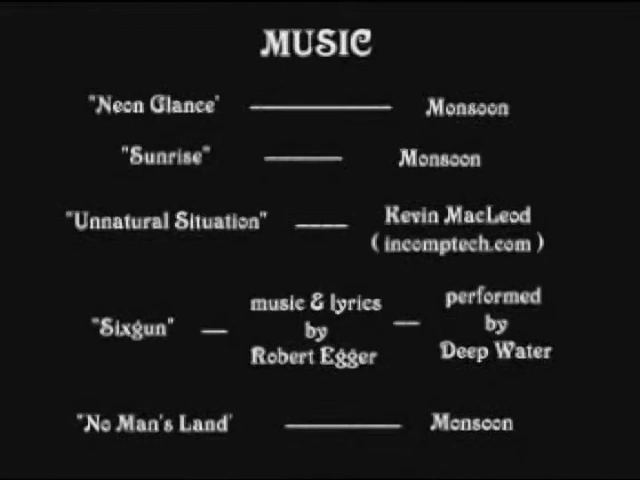 MUSIC
"Neon Glance" Monsoon
"Sunrise" Monsoon
"Unnatural Situation" Kevin MacLeod
( incomptech.com )
"Sixgun" music & lyrics by Robert Egger performed by Deep Water
"No Man's Land" Monsoon